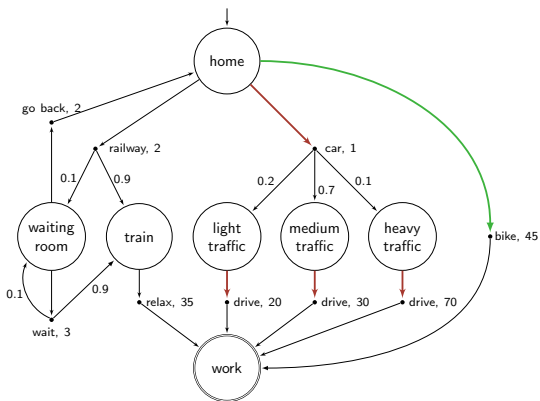 home
go back, 2
railway, 2
car, 1
0.1
0.9
0.2
0.7
0.1
waiting
room
train
light
traffic
medium
traffic
heavy
traffic
bike, 45
0.1
0.9
wait, 3
relax, 35
drive, 20
drive, 30
drive, 70
work